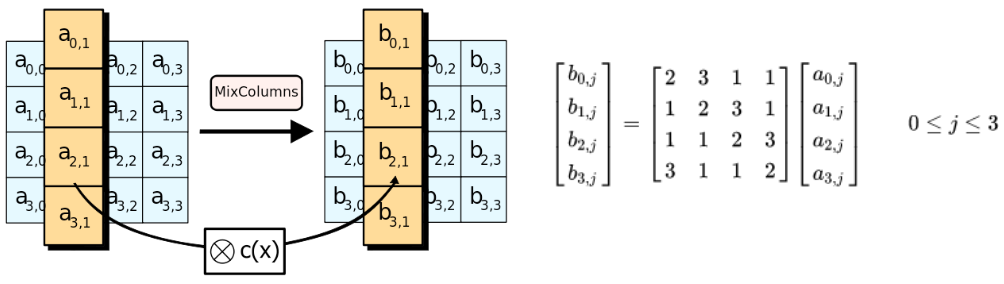 a0,0 a0,1 a0,2 a0,3
a1,0 a1,1 a1,2 a1,3
a2,0 a2,1 a2,2 a2,3
a3,0 a3,1 a3,2 a3,3
MixColumns
b0,0 b0,1 b0,2 b0,3
b1,0 b1,1 b1,2 b1,3
b2,0 b2,1 b2,2 b2,3
b3,0 b3,1 b3,2 b3,3
⊗ c(x)
[b0,j] = [2 3 1 1] [a0,j]
[b1,j] [1 2 3 1] [a1,j]
[b2,j] [1 1 2 3] [a2,j]
[b3,j] [3 1 1 2] [a3,j]
0 ≤ j ≤ 3